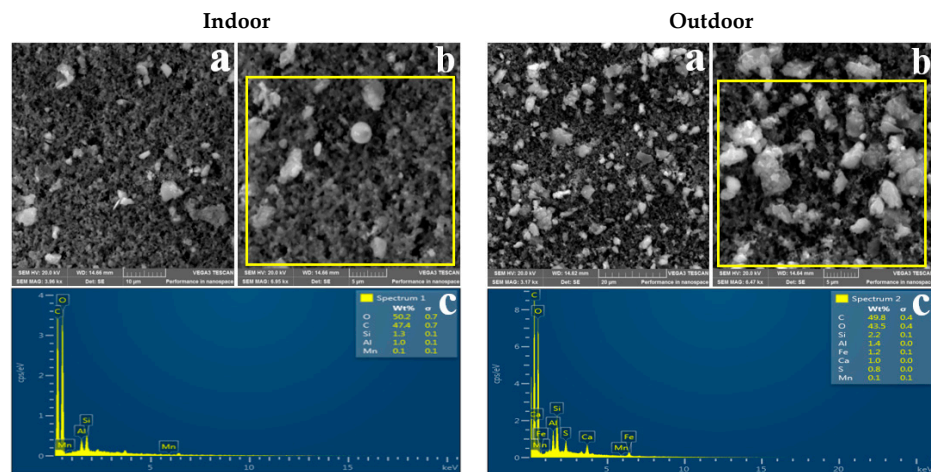 Indoor
Outdoor
a
b
a
b
SEM HV: 20.0 kV WD: 14.66 mm VEGA3 TESCAN
SEM MAG: 3.86 kx Det: SE 10 µm Performance in nanospace
SEM HV: 20.0 kV WD: 14.66 mm VEGA3 TESCAN
SEM MAG: 6.95 kx Det: SE 5 µm Performance in nanospace
SEM HV: 20.0 kV WD: 14.62 mm VEGA3 TESCAN
SEM MAG: 3.17 kx Det: SE 20 µm Performance in nanospace
SEM HV: 20.0 kV WD: 14.64 mm VEGA3 TESCAN
SEM MAG: 6.47 kx Det: SE 5 µm Performance in nanospace
c
Spectrum 1
Wt% σ
O 50.2 0.7
C 47.4 0.7
Si 1.3 0.1
Al 1.0 0.1
Mn 0.1 0.1
cps/eV
4
3
2
1
0
O
C
Si
Al
Mn
Mn
5
10
15
keV
c
Spectrum 2
Wt% σ
C 49.8 0.4
O 43.5 0.4
Si 2.2 0.1
Al 1.4 0.0
Fe 1.2 0.1
Ca 1.0 0.0
S 0.8 0.0
Mn 0.1 0.1
cps/eV
8
6
4
2
0
C
O
Ca
Si
Al
Fe
S
Ca
Fe
Mn
Mn
5
10
15
20
keV